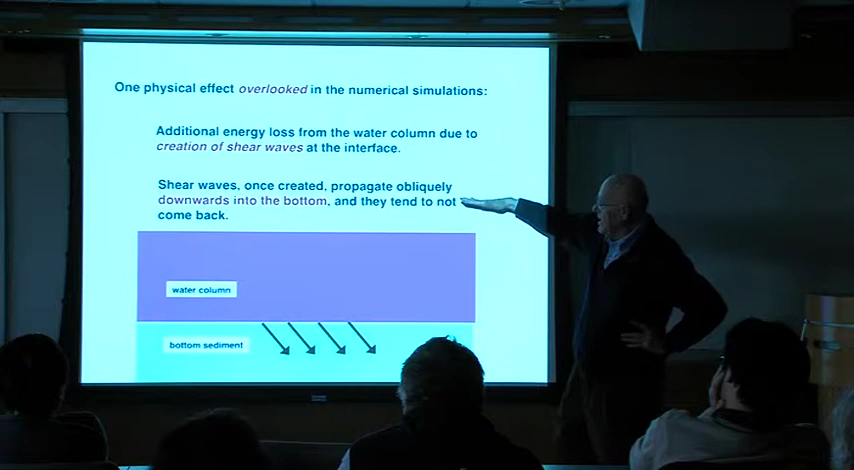 One physical effect overlooked in the numerical simulations:
Additional energy loss from the water column due to
creation of shear waves at the interface.
Shear waves, once created, propagate obliquely
downwards into the bottom, and they tend to not
come back.
water column
bottom sediment